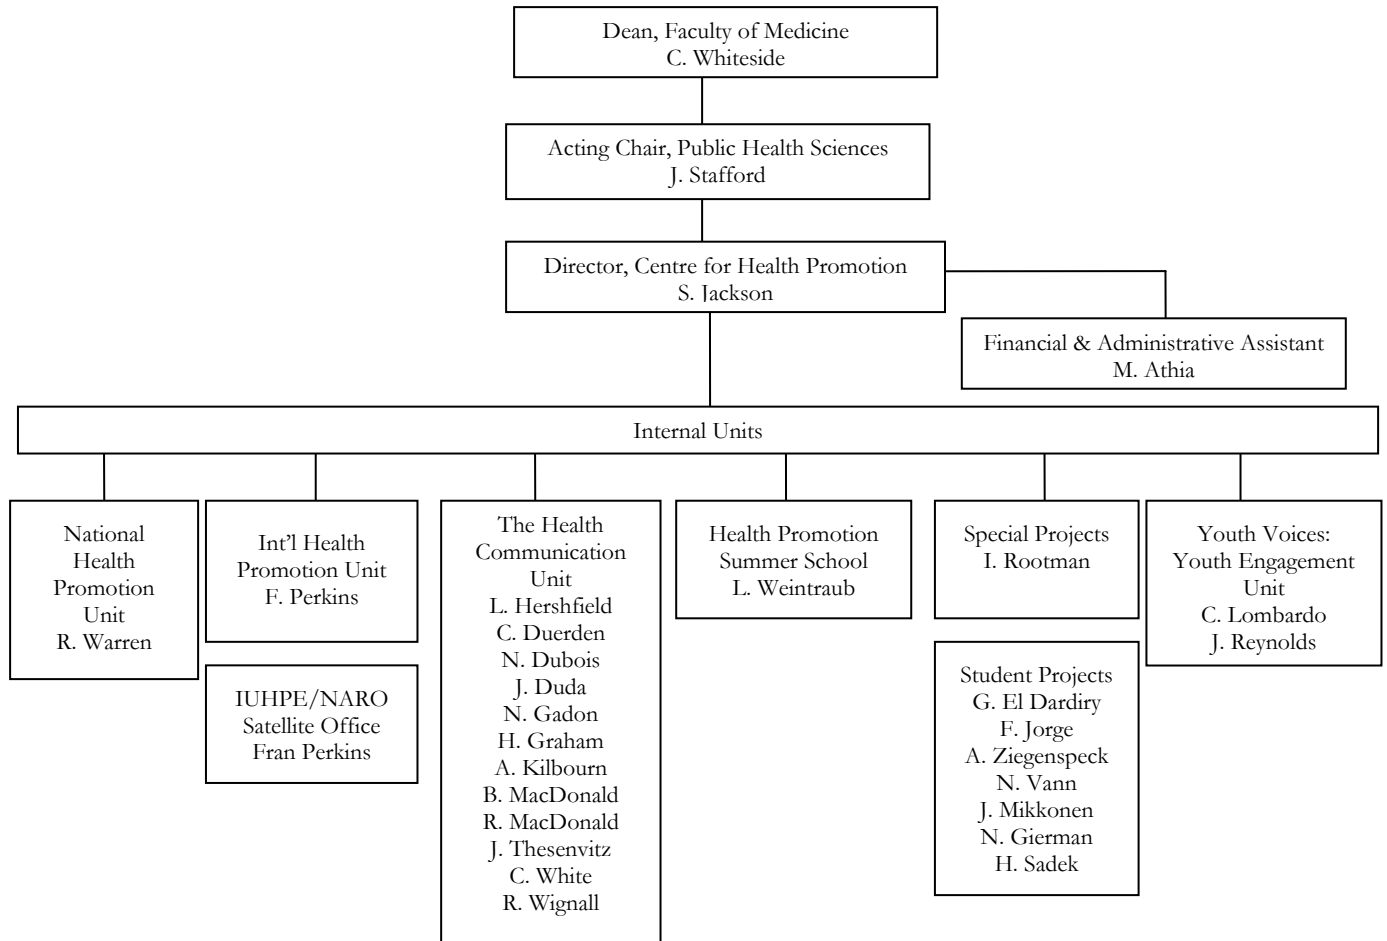 Dean, Faculty of Medicine
C. Whiteside
Acting Chair, Public Health Sciences
J. Stafford
Director, Centre for Health Promotion
S. Jackson
Financial & Administrative Assistant
M. Athia
Internal Units
National
Health
Promotion
Unit
R. Warren
Int'l Health
Promotion Unit
F. Perkins
IUHPE/NARO
Satellite Office
Fran Perkins
The Health
Communication
Unit
L. Hershfield
C. Duerden
N. Dubois
J. Duda
N. Gadon
H. Graham
A. Kilbourn
B. MacDonald
R. MacDonald
J. Thesenvitz
C. White
R. Wignall
Health Promotion
Summer School
L. Weintraub
Special Projects
I. Rootman
Student Projects
G. El Dardiry
F. Jorge
A. Ziegenspeck
N. Vann
J. Mikkonen
N. Gierman
H. Sadek
Youth Voices:
Youth Engagement
Unit
C. Lombardo
J. Reynolds